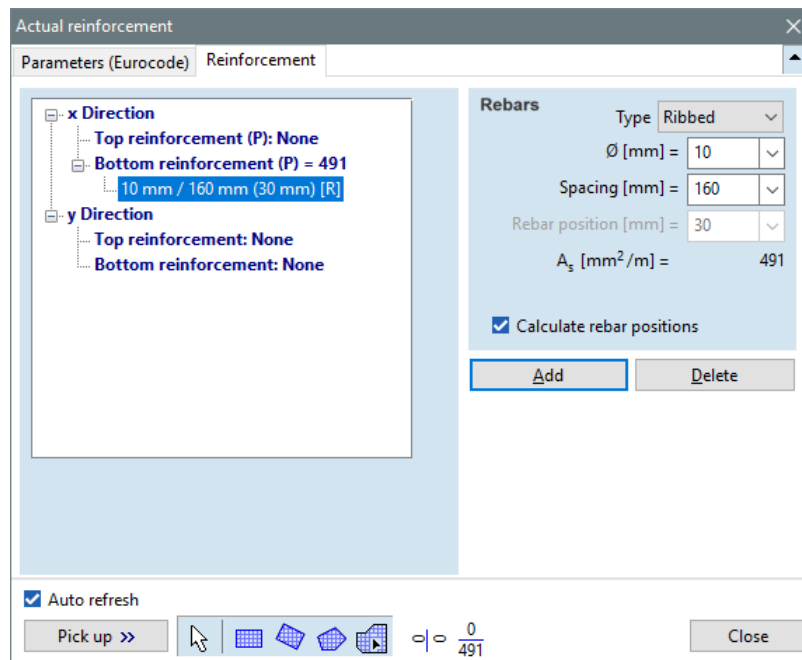 Actual reinforcement
Parameters (Eurocode) Reinforcement
x Direction
Top reinforcement (P): None
Bottom reinforcement (P) = 491
10 mm / 160 mm (30 mm) [R]
y Direction
Top reinforcement: None
Bottom reinforcement: None
Rebars
Type Ribbed
Ø [mm] = 10
Spacing [mm] = 160
Rebar position [mm] = 30
As [mm²/m] = 491
Calculate rebar positions
Add Delete
Auto refresh
Pick up >> 0
491
Close